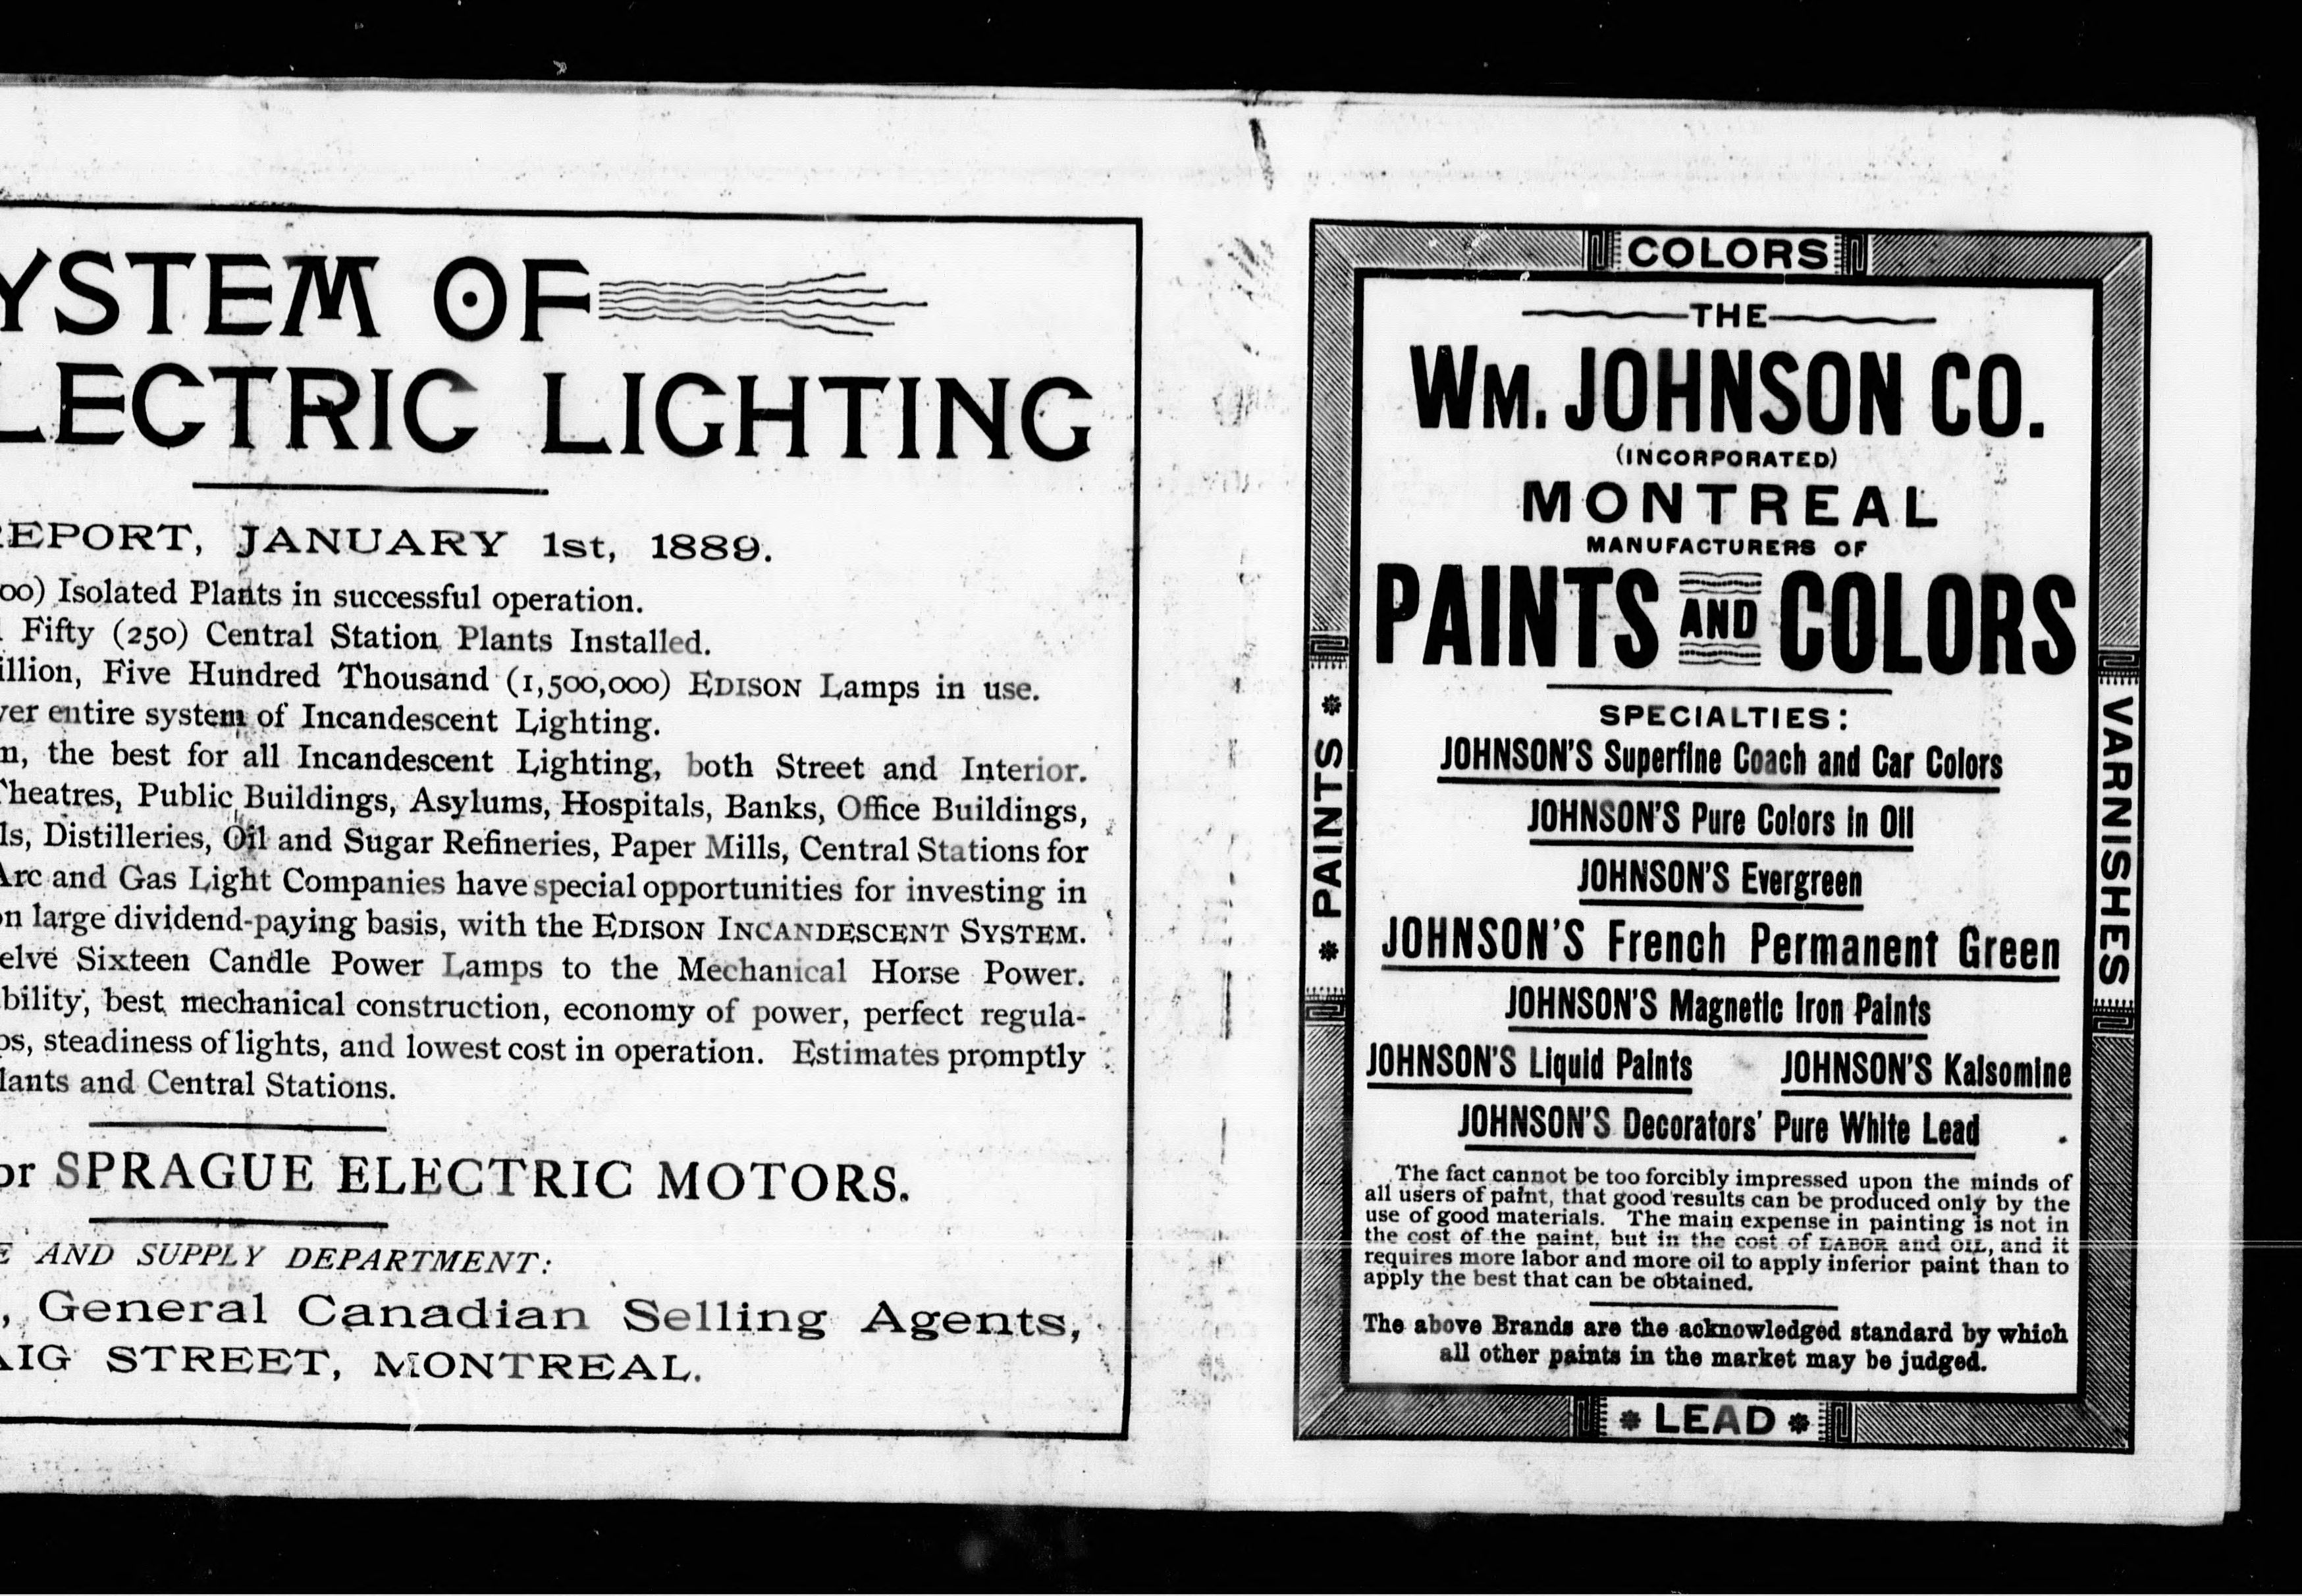 YSTEM OF
LECTRIC LIGHTING
REPORT, JANUARY 1st, 1889.
00) Isolated Plants in successful operation.
Fifty (250) Central Station Plants Installed.
illion, Five Hundred Thousand (1,500,000) EDISON Lamps in use.
ver entire system of Incandescent Lighting.
n, the best for all Incandescent Lighting, both Street and Interior.
Theatres, Public Buildings, Asylums, Hospitals, Banks, Office Buildings,
ls, Distilleries, Oil and Sugar Refineries, Paper Mills, Central Stations for
Arc and Gas Light Companies have special opportunities for investing in
on large dividend-paying basis, with the EDISON INCANDESCENT SYSTEM.
elve Sixteen Candle Power Lamps to the Mechanical Horse Power.
bility, best mechanical construction, economy of power, perfect regula-
ps, steadiness of lights, and lowest cost in operation. Estimates promptly
lants and Central Stations.
or SPRAGUE ELECTRIC MOTORS.
E AND SUPPLY DEPARTMENT:
, General Canadian Selling Agents,
AIG STREET, MONTREAL.
COLORS
THE
WM. JOHNSON CO.
(INCORPORATED)
MONTREAL
MANUFACTURERS OF
PAINTS AND COLORS
SPECIALTIES:
JOHNSON'S Superfine Coach and Car Colors
JOHNSON'S Pure Colors in Oil
JOHNSON'S Evergreen
JOHNSON'S French Permanent Green
JOHNSON'S Magnetic Iron Paints
JOHNSON'S Liquid Paints JOHNSON'S Kalsomine
JOHNSON'S Decorators' Pure White Lead
The fact cannot be too forcibly impressed upon the minds of
all users of paint, that good results can be produced only by the
use of good materials. The main expense in painting is not in
the cost of the paint, but in the cost of LABOR and OIL, and it
requires more labor and more oil to apply inferior paint than to
apply the best that can be obtained.
The above Brands are the acknowledged standard by which
all other paints in the market may be judged.
PAINTS
VARNISHES
LEAD